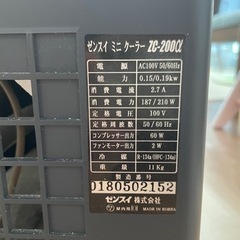 ゼンスイ ミニクーラー ZC-200α
電源 AC100V 50/60Hz
能力 0.15/0.19kw
消費電流 2.7A
消費電力 187/210W
定格電圧 100V
定格周波数 50/60Hz
コンプレッサー出力 60W
ファンモーター出力 2W
冷媒 R-134a(HFC-134a)
重量 11Kg
製造番号
0180502152
ゼンスイ株式会社
MADE IN KOREA